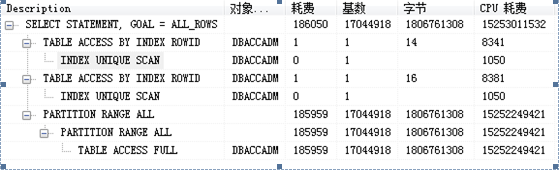 Description 对象... 耗费 基数 字节 CPU 耗费
SELECT STATEMENT, GOAL = ALL_ROWS 186050 17044918 1806761308 15253011532
TABLE ACCESS BY INDEX ROWID DBACCADM 1 1 14 8341
INDEX UNIQUE SCAN DBACCADM 0 1 1050
TABLE ACCESS BY INDEX ROWID DBACCADM 1 1 16 8381
INDEX UNIQUE SCAN DBACCADM 0 1 1050
PARTITION RANGE ALL 185959 17044918 1806761308 15252249421
PARTITION RANGE ALL 185959 17044918 1806761308 15252249421
TABLE ACCESS FULL DBACCADM 185959 17044918 1806761308 15252249421